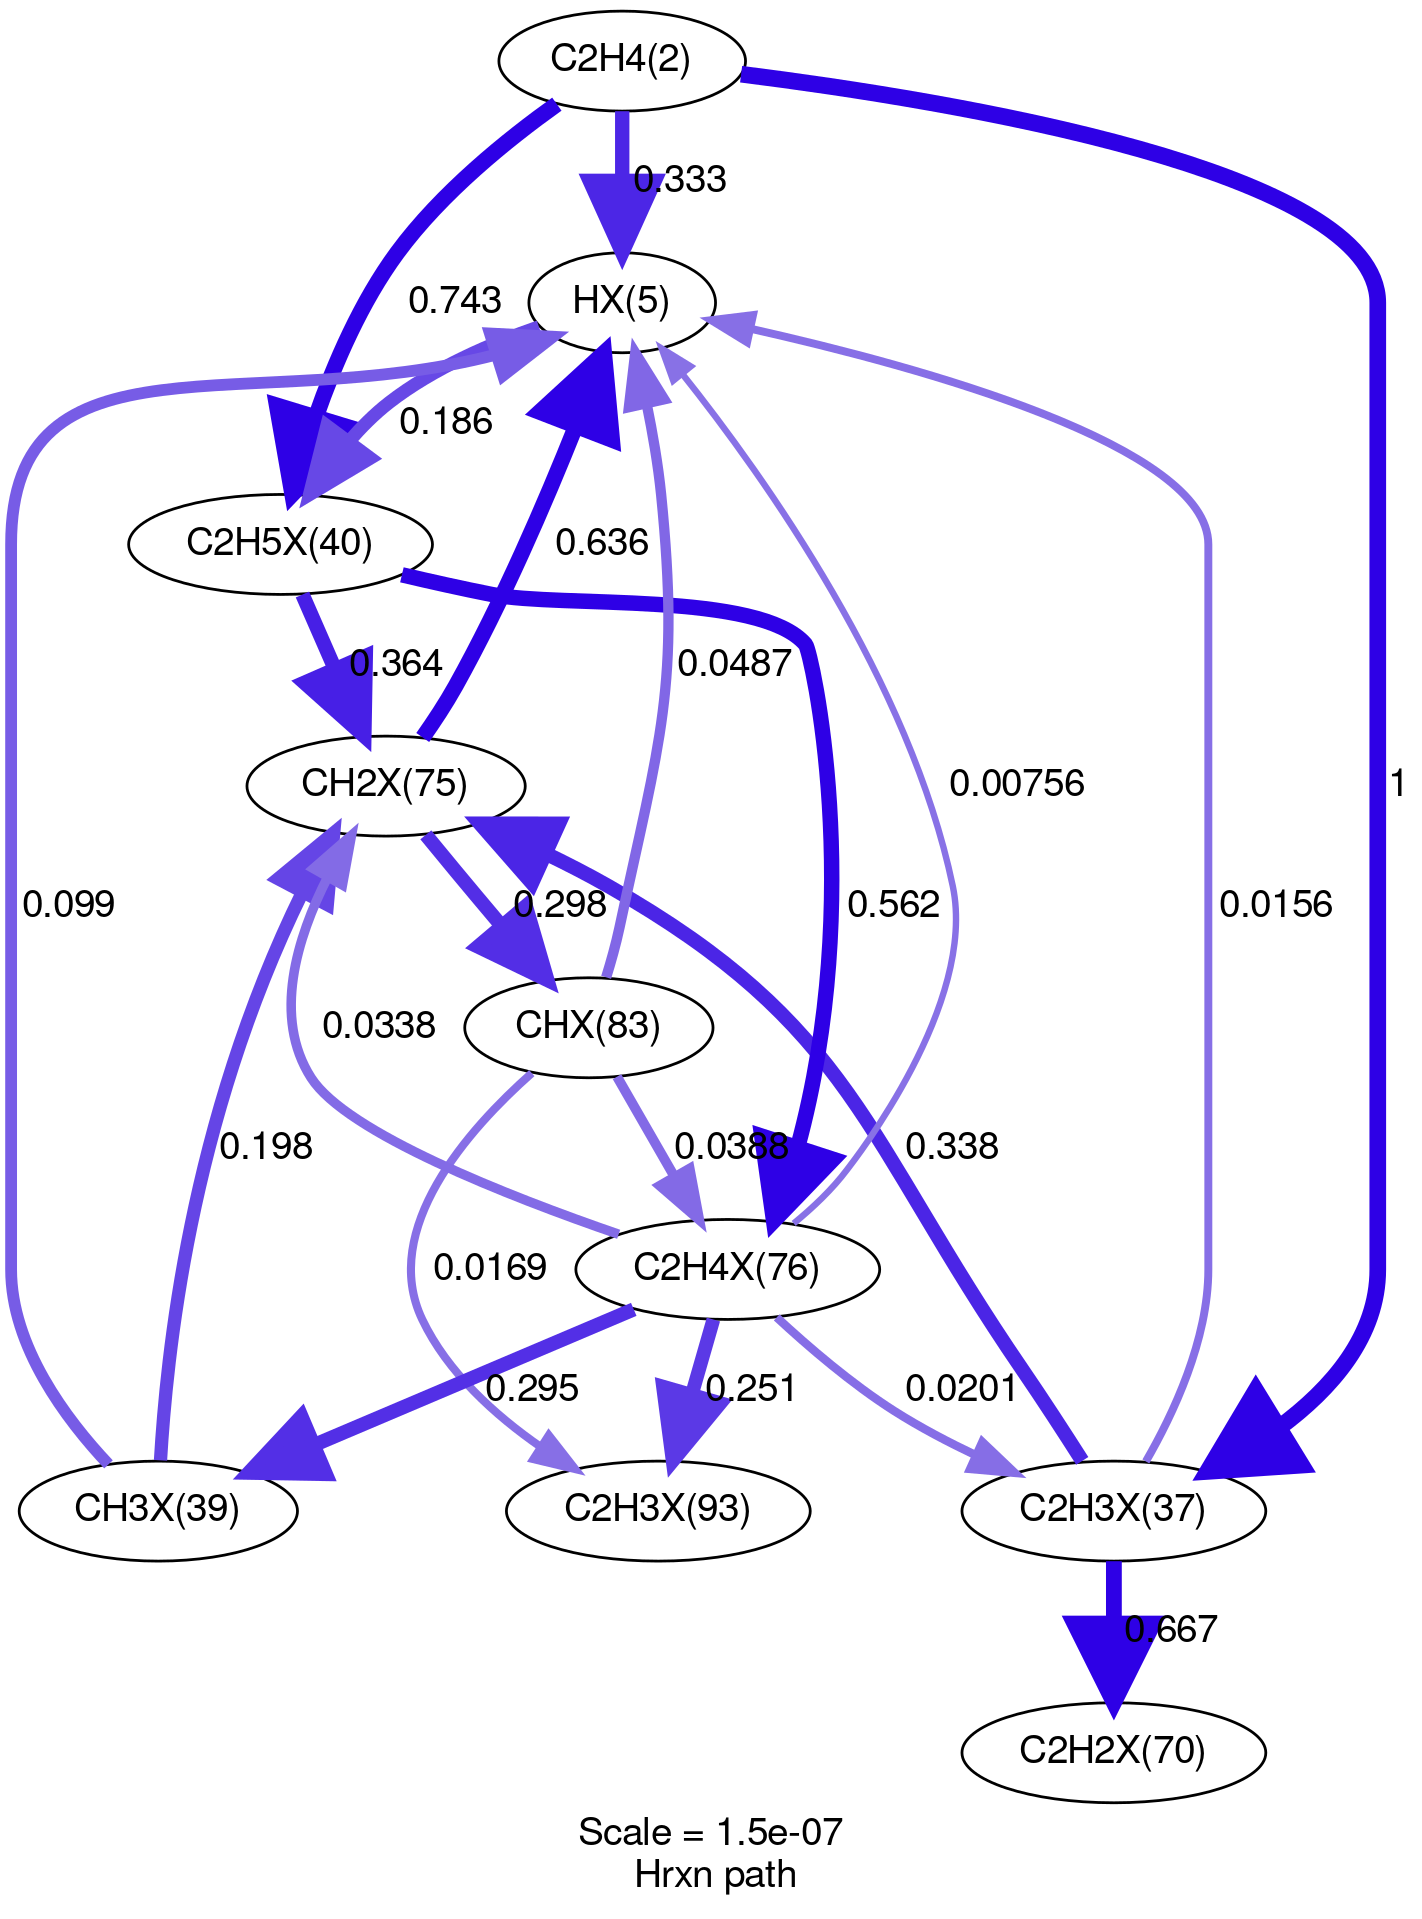 C2H4(2)
0.333
HX(5)
0.743
0.186
C2H5X(40)
0.636
0.364
0.0487
CH2X(75)
0.00756
1
0.099
0.298
0.562
0.0156
0.0338
CHX(83)
0.198
0.0388
0.338
0.0169
C2H4X(76)
0.295
0.251
0.0201
CH3X(39)
C2H3X(93)
C2H3X(37)
0.667
C2H2X(70)
Scale = 1.5e-07
Hrxn path